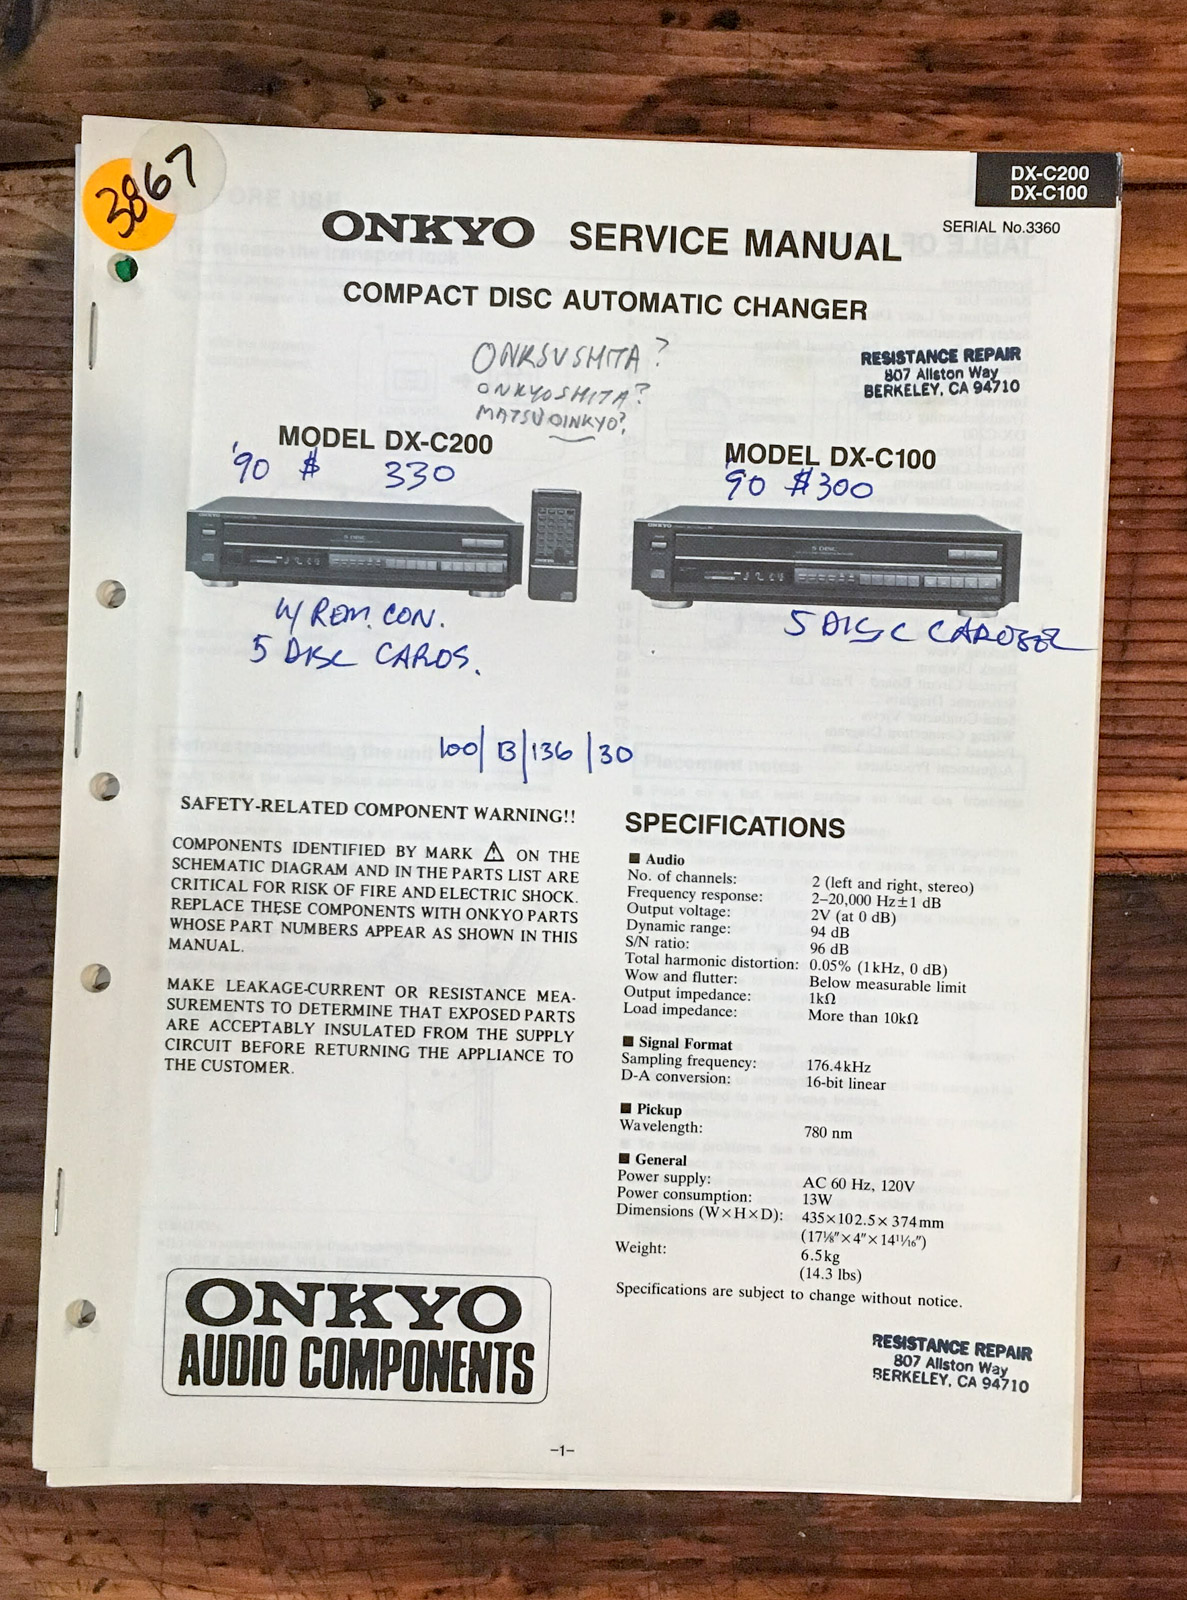 3867
DX-C200
DX-C100
ONKYO SERVICE MANUAL
SERIAL No.3360
COMPACT DISC AUTOMATIC CHANGER
ONKSUSHITA?
ONKYOSHITA?
MATSUOINKYO?
RESISTANCE REPAIR
807 Allston Way
BERKELEY, CA 94710
MODEL DX-C200
'90 $ 330
MODEL DX-C100
'90 $300
ONKYO
ONKYO
5 DISC
W/ REM. CON.
5 DISC CAROS.
5 DISC CAROSEL
100/B/136/30
SAFETY-RELATED COMPONENT WARNING!!
COMPONENTS IDENTIFIED BY MARK ⚠ ON THE
SCHEMATIC DIAGRAM AND IN THE PARTS LIST ARE
CRITICAL FOR RISK OF FIRE AND ELECTRIC SHOCK.
REPLACE THESE COMPONENTS WITH ONKYO PARTS
WHOSE PART NUMBERS APPEAR AS SHOWN IN THIS
MANUAL.
MAKE LEAKAGE-CURRENT OR RESISTANCE MEA-
SUREMENTS TO DETERMINE THAT EXPOSED PARTS
ARE ACCEPTABLY INSULATED FROM THE SUPPLY
CIRCUIT BEFORE RETURNING THE APPLIANCE TO
THE CUSTOMER.
SPECIFICATIONS
■ Audio
No. of channels: 2 (left and right, stereo)
Frequency response: 2–20,000 Hz±1 dB
Output voltage: 2V (at 0 dB)
Dynamic range: 94 dB
S/N ratio: 96 dB
Total harmonic distortion: 0.05% (1kHz, 0 dB)
Wow and flutter: Below measurable limit
Output impedance: 1kΩ
Load impedance: More than 10kΩ
■ Signal Format
Sampling frequency: 176.4kHz
D-A conversion: 16-bit linear
■ Pickup
Wavelength: 780 nm
■ General
Power supply: AC 60 Hz, 120V
Power consumption: 13W
Dimensions (W×H×D): 435×102.5×374mm
(17⅛"×4"×14¹¹⁄₁₆")
Weight: 6.5kg
(14.3 lbs)
Specifications are subject to change without notice.
ONKYO
AUDIO COMPONENTS
RESISTANCE REPAIR
807 Allston Way
BERKELEY, CA 94710
–1–